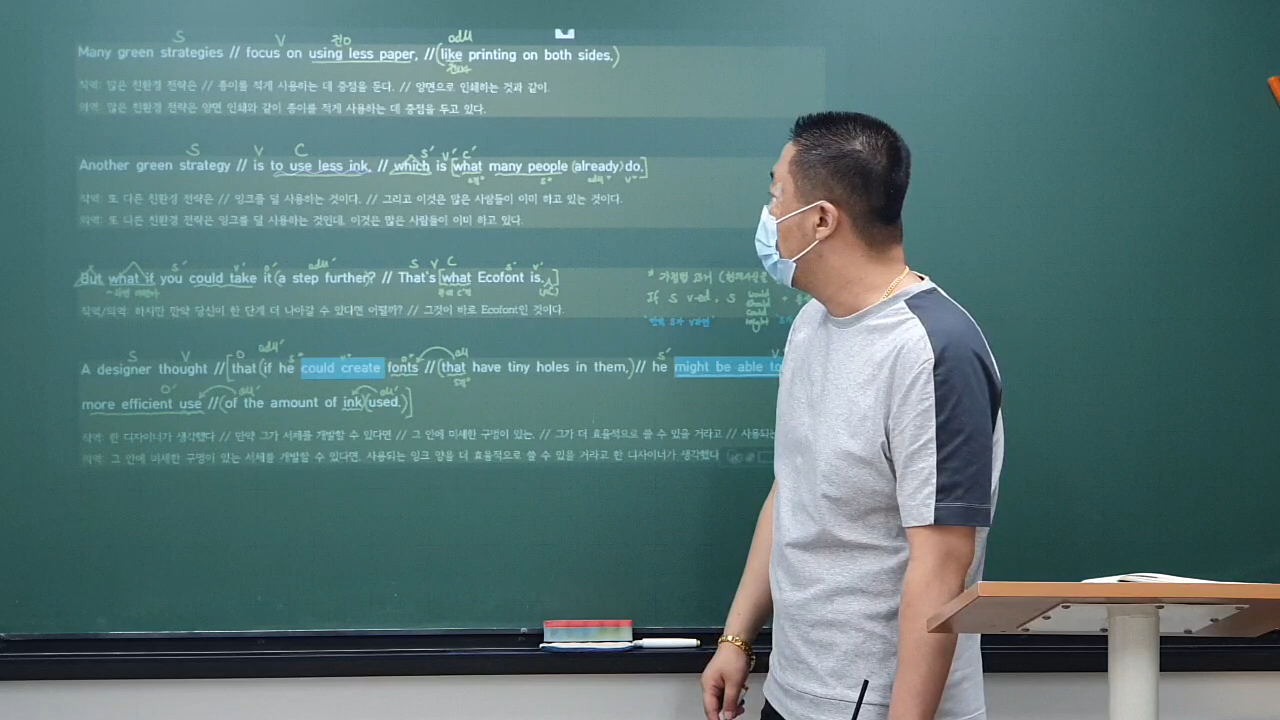 Many green strategies // focus on using less paper, // (like printing on both sides.)
직역: 많은 친환경 전략은 // 종이를 적게 사용하는 데 중점을 둔다. // 양면으로 인쇄하는 것과 같이.
의역: 많은 친환경 전략은 양면 인쇄와 같이 종이를 적게 사용하는 데 중점을 두고 있다.
Another green strategy // is to use less ink, // which is [what many people (already) do.]
직역: 또 다른 친환경 전략은 // 잉크를 덜 사용하는 것이다. // 그리고 이것은 많은 사람들이 이미 하고 있는 것이다.
의역: 또 다른 친환경 전략은 잉크를 덜 사용하는 것인데, 이것은 많은 사람들이 이미 하고 있다.
But what if you could take it (a step further)? // That's [what Ecofont is.]
* 가정법 과거
If S v-ed, S
직역/의역: 하지만 만약 당신이 한 단계 더 나아갈 수 있다면 어떨까? // 그것이 바로 Ecofont인 것이다.
A designer thought // [that (if he could create fonts // (that have tiny holes in them,) // he might be able to
more efficient use // (of the amount of ink (used.)]
직역: 한 디자이너가 생각했다 // 만약 그가 서체를 개발할 수 있다면 // 그 안에 미세한 구멍이 있는. // 그가 더 효율적으로 쓸 수 있을 거라고 // 사용되는
의역: 그 안에 미세한 구멍이 있는 서체를 개발할 수 있다면, 사용되는 잉크 양을 더 효율적으로 쓸 수 있을 거라고 한 디자이너가 생각했다